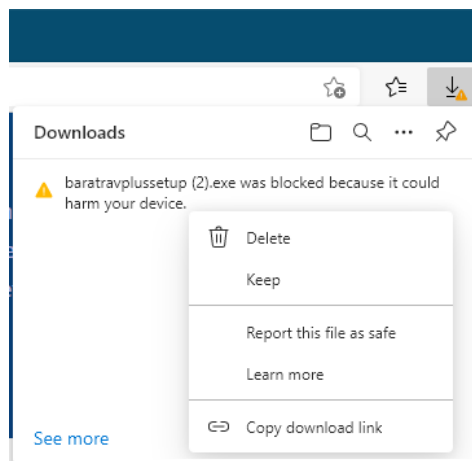 Downloads
baratravplussetup (2).exe was blocked because it could
harm your device.
Delete
Keep
Report this file as safe
Learn more
Copy download link
See more